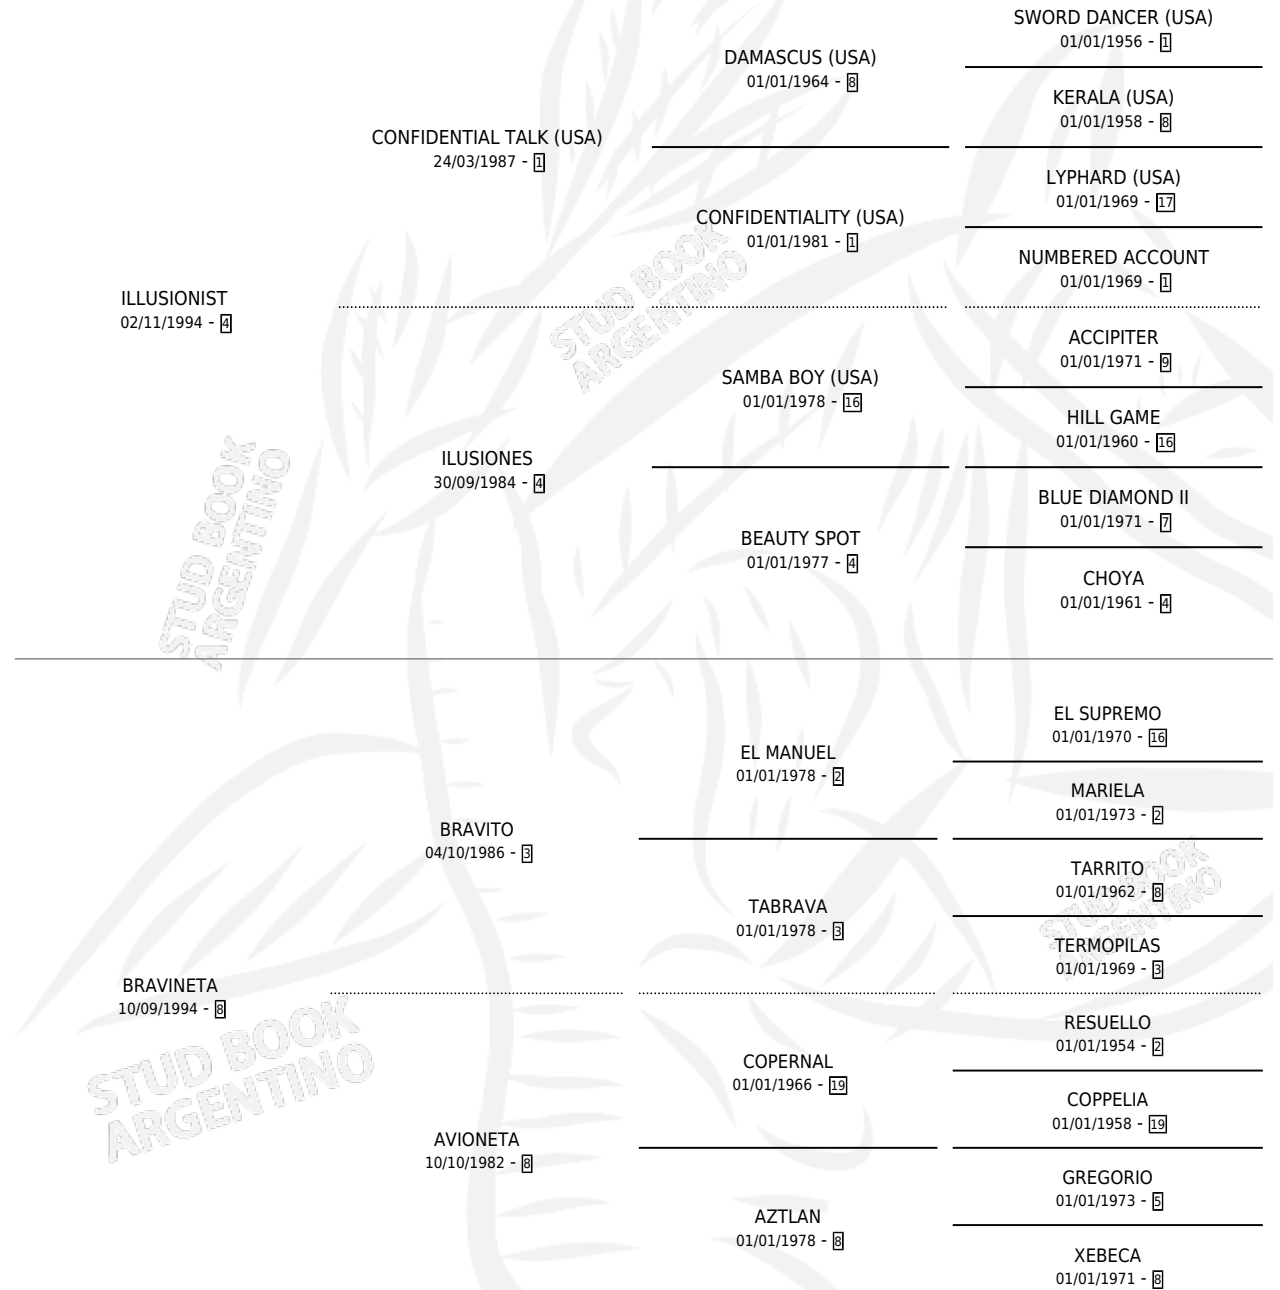 SWORD DANCER (USA)
01/01/1956 - 1
DAMASCUS (USA)
01/01/1964 - 8
KERALA (USA)
01/01/1958 - 8
CONFIDENTIAL TALK (USA)
24/03/1987 - 1
LYPHARD (USA)
01/01/1969 - 17
CONFIDENTIALITY (USA)
01/01/1981 - 1
NUMBERED ACCOUNT
01/01/1969 - 1
ILLUSIONIST
02/11/1994 - 4
STUD BOOK
ARGENTINO
ACCIPITER
01/01/1971 - 9
SAMBA BOY (USA)
01/01/1978 - 16
HILL GAME
01/01/1960 - 16
ILUSIONES
30/09/1984 - 4
BLUE DIAMOND II
01/01/1971 - 7
BEAUTY SPOT
01/01/1977 - 4
CHOYA
01/01/1961 - 4
STUD BOOK
ARGENTINO
EL SUPREMO
01/01/1970 - 16
EL MANUEL
01/01/1978 - 2
MARIELA
01/01/1973 - 2
BRAVITO
04/10/1986 - 3
TARRITO
01/01/1962 - 8
TABRAVA
01/01/1978 - 3
TERMOPILAS
01/01/1969 - 3
STUD BOOK
ARGENTINO
BRAVINETA
10/09/1994 - 8
RESUELLO
01/01/1954 - 2
COPERNAL
01/01/1966 - 19
COPPELIA
01/01/1958 - 19
STUD BOOK
ARGENTINO
AVIONETA
10/10/1982 - 8
GREGORIO
01/01/1973 - 5
AZTLAN
01/01/1978 - 8
XEBECA
01/01/1971 - 8